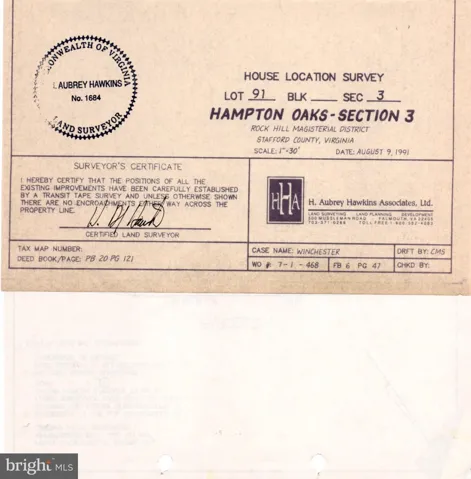 COMMONWEALTH OF VIRGINIA
AUBREY HAWKINS
No. 1684
LAND SURVEYOR
HOUSE LOCATION SURVEY
LOT 91 BLK ___ SEC 3
HAMPTON OAKS-SECTION 3
ROCK HILL MAGISTERIAL DISTRICT
STAFFORD COUNTY, VIRGINIA
SCALE: 1"=30' DATE: AUGUST 9, 1991
SURVEYOR'S CERTIFICATE
I HEREBY CERTIFY THAT THE POSITIONS OF ALL THE
EXISTING IMPROVEMENTS HAVE BEEN CAREFULLY ESTABLISHED
BY A TRANSIT TAPE SURVEY AND UNLESS OTHERWISE SHOWN
THERE ARE NO ENCROACHMENTS EITHER WAY ACROSS THE
PROPERTY LINE.
CERTIFIED LAND SURVEYOR
HHA
H. Aubrey Hawkins Associates, Ltd.
LAND SURVEYING LAND PLANNING DEVELOPMENT
TAX MAP NUMBER:
DEED BOOK/PAGE: PB 20 PG 121
CASE NAME: WINCHESTER
DRFT BY: CMS
WO #: 7-1-468
FB 6 PG 47
CHKD BY:
bright MLS